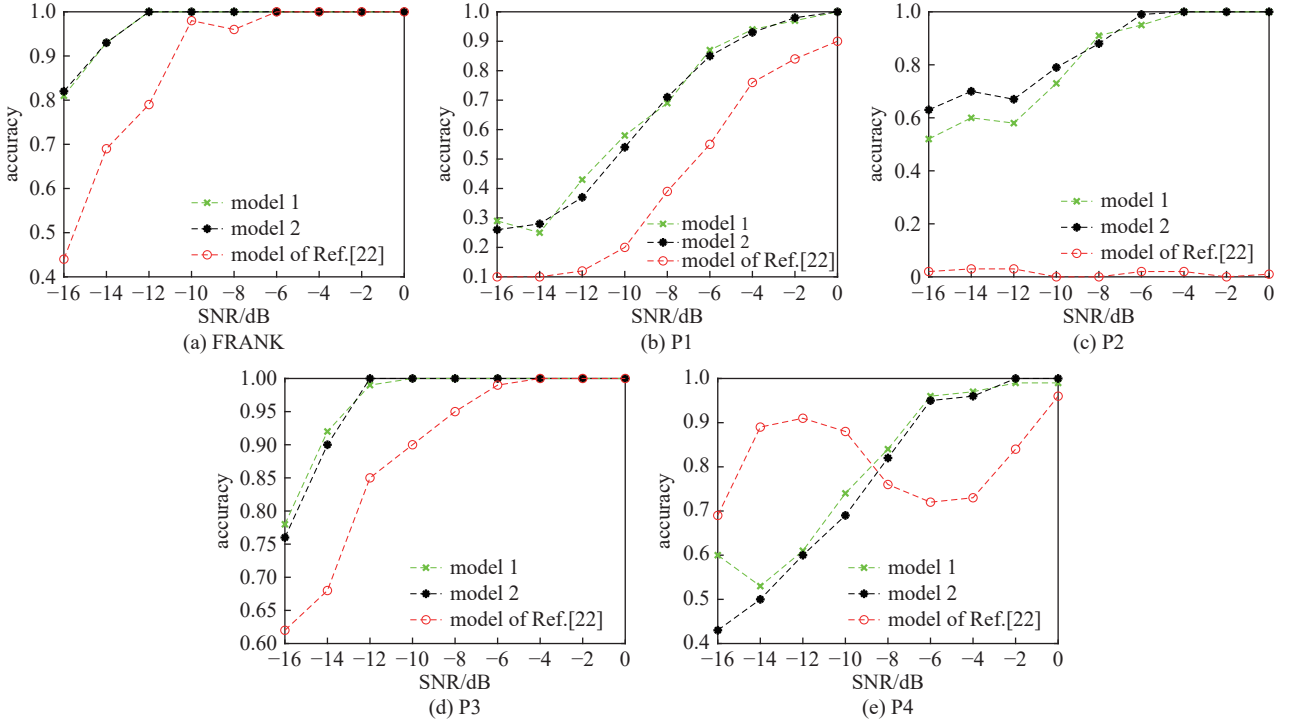 1.0
0.9
0.8
0.7
0.6
0.5
0.4
accuracy
model 1
model 2
model of Ref.[22]
−16 −14 −12 −10 −8 −6 −4 −2 0
SNR/dB
(a) FRANK
1.0
0.9
0.8
0.7
0.6
0.5
0.4
0.3
0.2
0.1
accuracy
model 1
model 2
model of Ref.[22]
−16 −14 −12 −10 −8 −6 −4 −2 0
SNR/dB
(b) P1
1.0
0.8
0.6
0.4
0.2
0
accuracy
model 1
model 2
model of Ref.[22]
−16 −14 −12 −10 −8 −6 −4 −2 0
SNR/dB
(c) P2
1.00
0.95
0.90
0.85
0.80
0.75
0.70
0.65
0.60
accuracy
model 1
model 2
model of Ref.[22]
−16 −14 −12 −10 −8 −6 −4 −2 0
SNR/dB
(d) P3
1.0
0.9
0.8
0.7
0.6
0.5
0.4
accuracy
model 1
model 2
model of Ref.[22]
−16 −14 −12 −10 −8 −6 −4 −2 0
SNR/dB
(e) P4